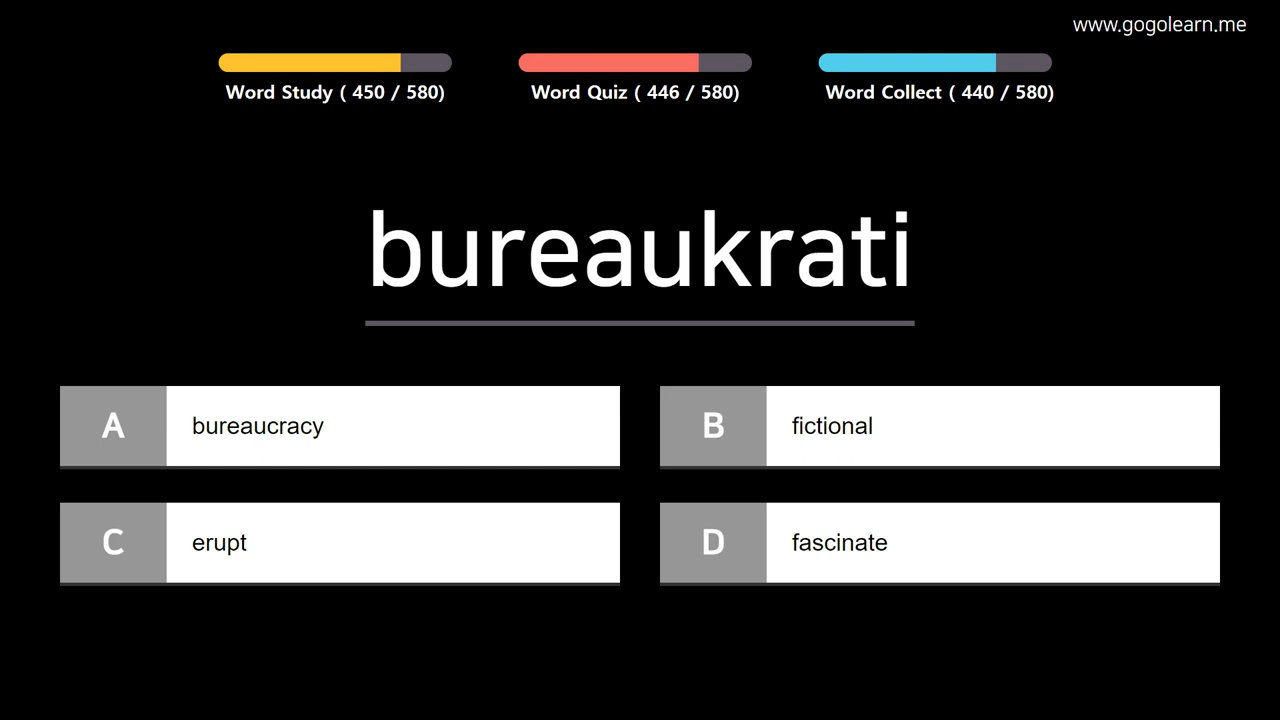 www.gogolearn.me
Word Study ( 450 / 580)
Word Quiz ( 446 / 580)
Word Collect ( 440 / 580)
bureaukrati
A bureaucracy
B fictional
C erupt
D fascinate